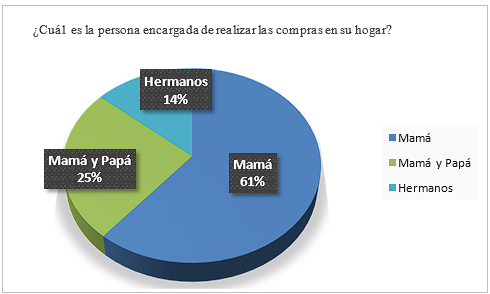 ¿Cuál es la persona encargada de realizar las compras en su hogar?
Hermanos
14%
Mamá y Papá
25%
Mamá
61%
Mamá
Mamá y Papá
Hermanos